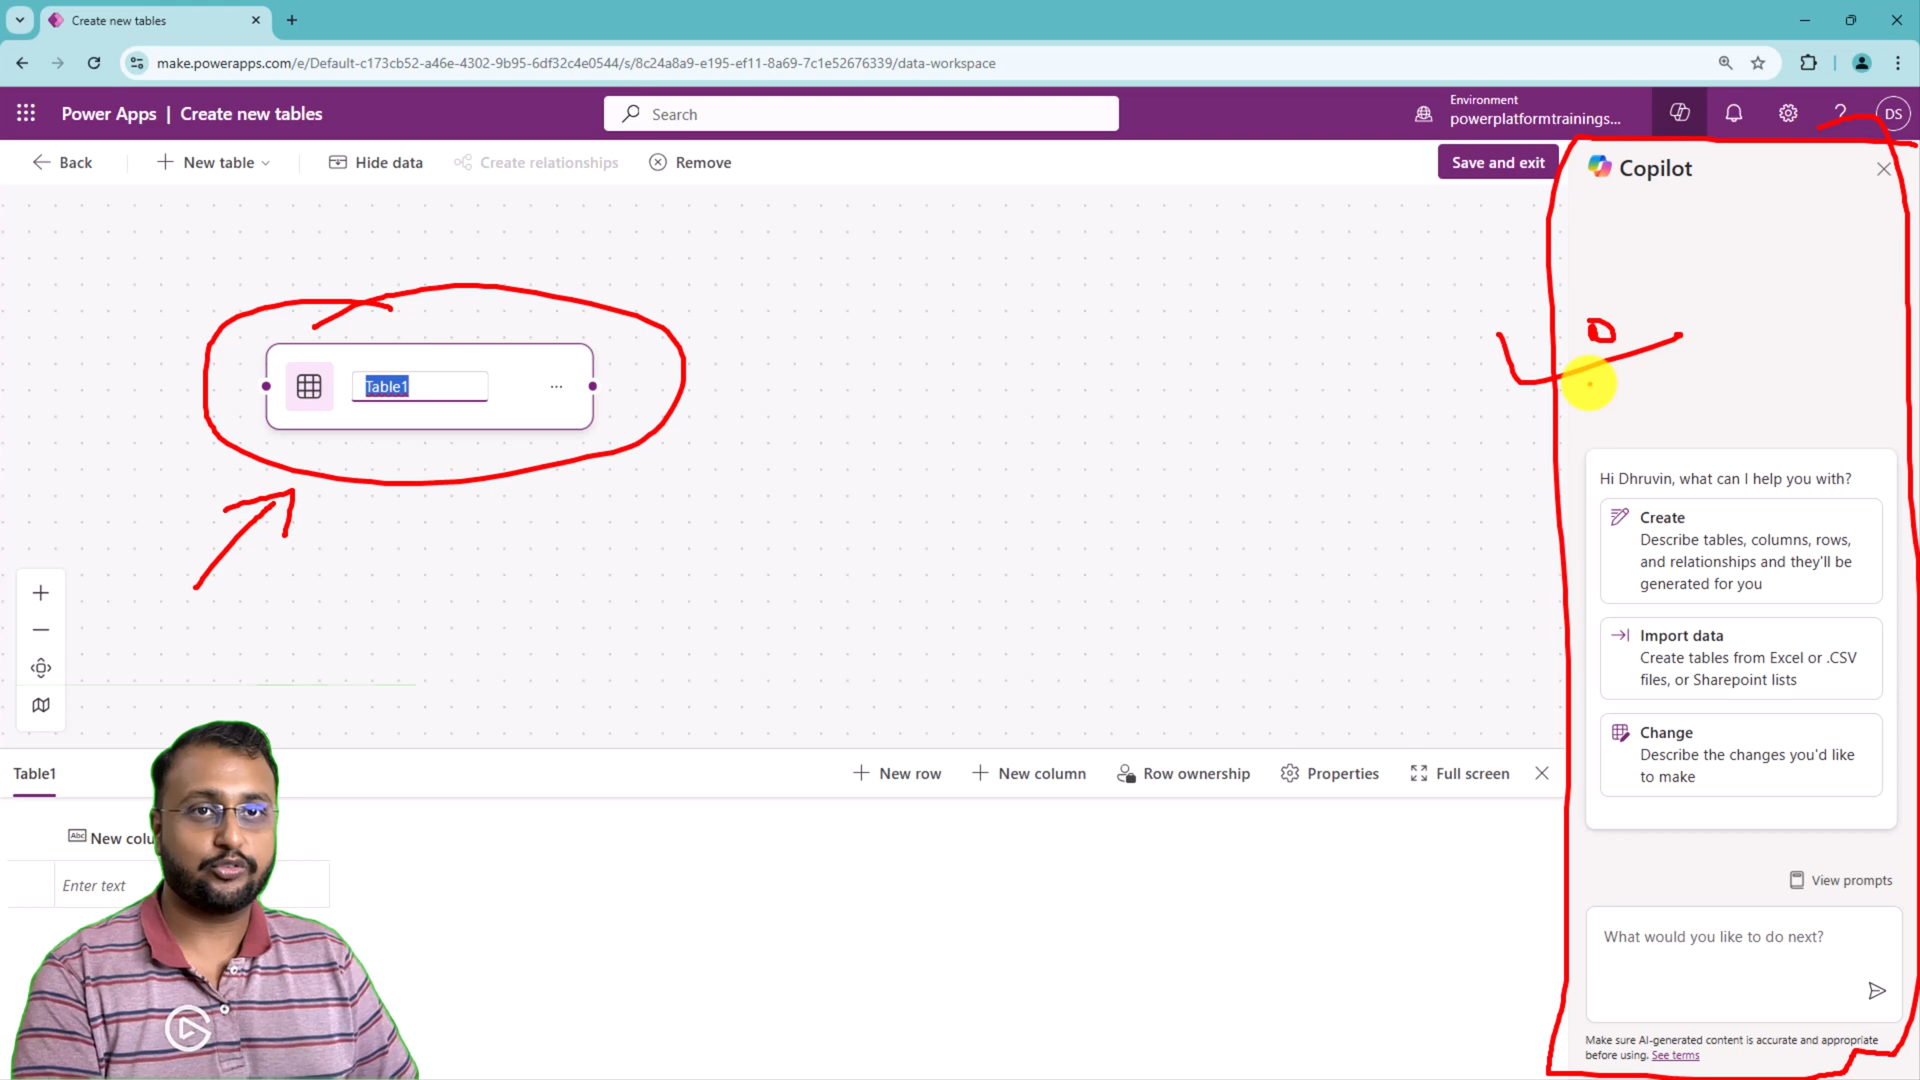 Create new tables
make.powerapps.com/e/Default-c173cb52-a46e-4302-9b95-6df32c4e0544/s/8c24a8a9-e195-ef11-8a69-7c1e52676339/data-workspace
Power Apps | Create new tables
Search
Environment
powerplatformtrainings...
DS
Back
New table
Hide data
Create relationships
Remove
Save and exit
Copilot
Table1
Hi Dhruvin, what can I help you with?
Create
Describe tables, columns, rows,
and relationships and they'll be
generated for you
Import data
Create tables from Excel or .CSV
files, or Sharepoint lists
Change
Describe the changes you'd like
to make
View prompts
What would you like to do next?
Make sure AI-generated content is accurate and appropriate
before using. See terms
Table1
New row
New column
Row ownership
Properties
Full screen
Abc
New colu
Enter text